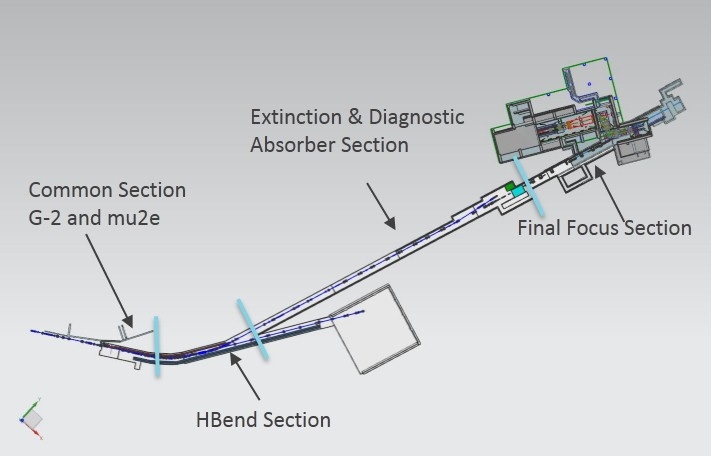 Extinction & Diagnostic
Absorber Section
Common Section
G-2 and mu2e
Final Focus Section
HBend Section